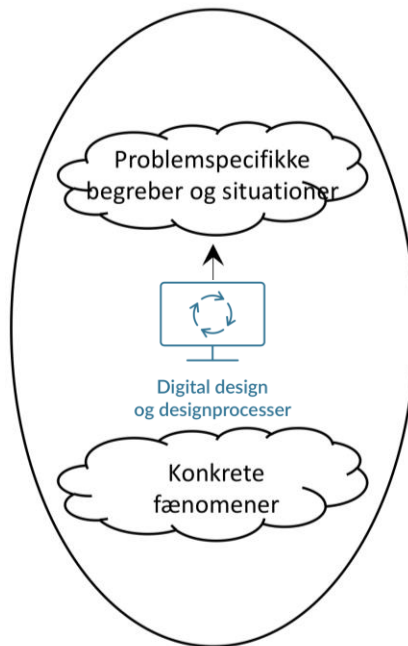 Problemspecifikke
begreber og situationer
Digital design
og designprocesser
Konkrete
fænomener